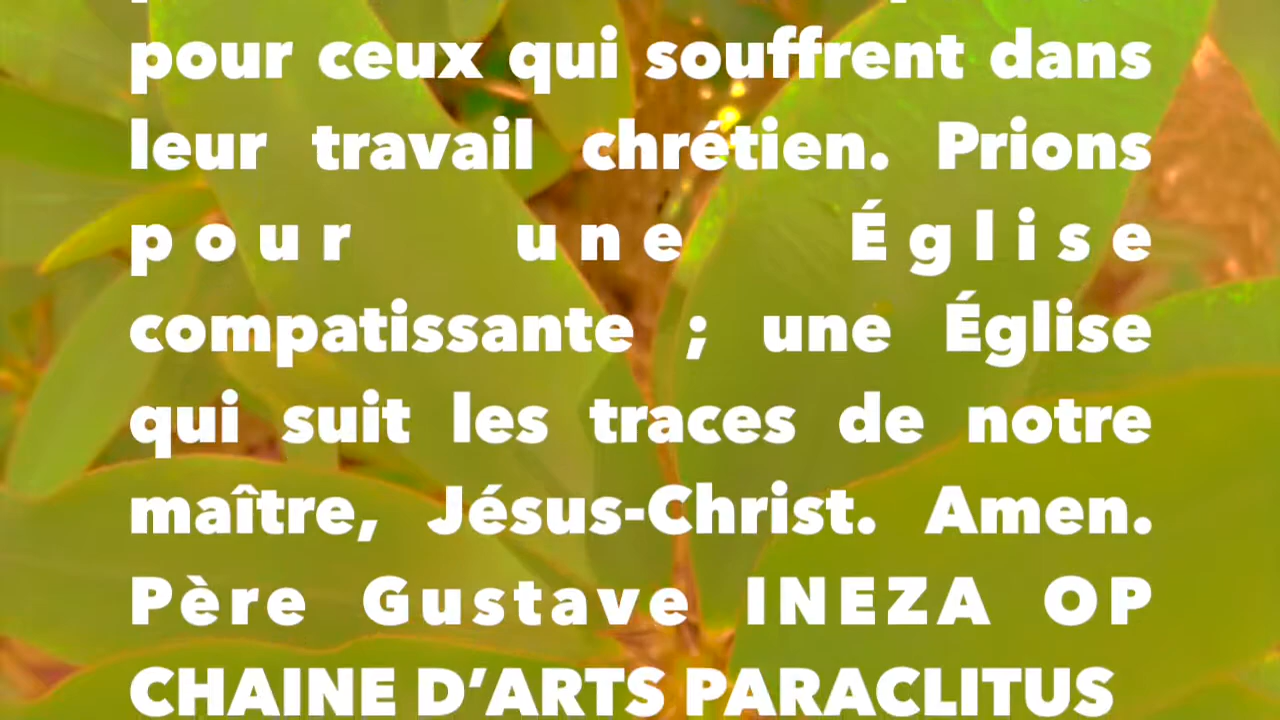 pour ceux qui souffrent dans
leur travail chrétien. Prions
pour une Église
compatissante ; une Église
qui suit les traces de notre
maître, Jésus-Christ. Amen.
Père Gustave INEZA OP
CHAINE D’ARTS PARACLITUS